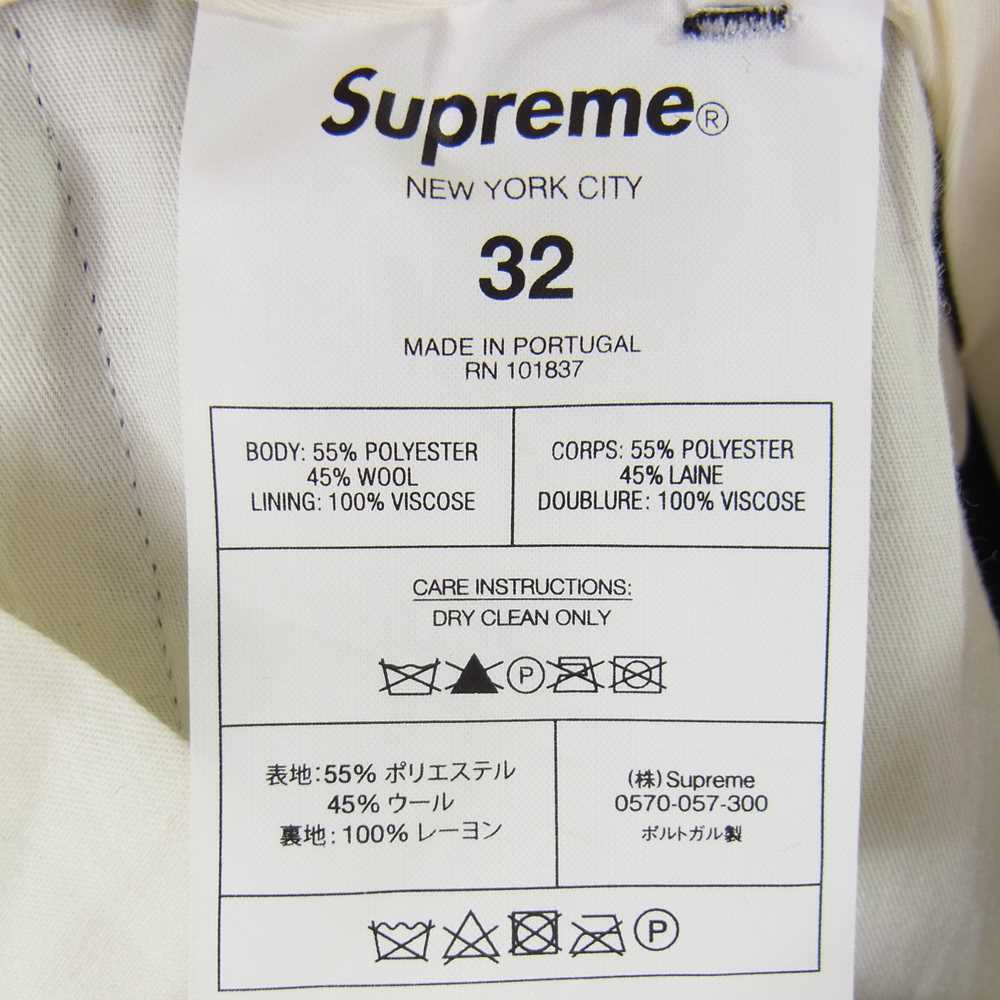 Supreme®
NEW YORK CITY
32
MADE IN PORTUGAL
RN 101837
BODY: 55% POLYESTER
45% WOOL
LINING: 100% VISCOSE
CORPS: 55% POLYESTER
45% LAINE
DOUBLURE: 100% VISCOSE
CARE INSTRUCTIONS:
DRY CLEAN ONLY
P
表地:55% ポリエステル
45% ウール
裏地:100% レーヨン
(株)Supreme
0570-057-300
ポルトガル製
P